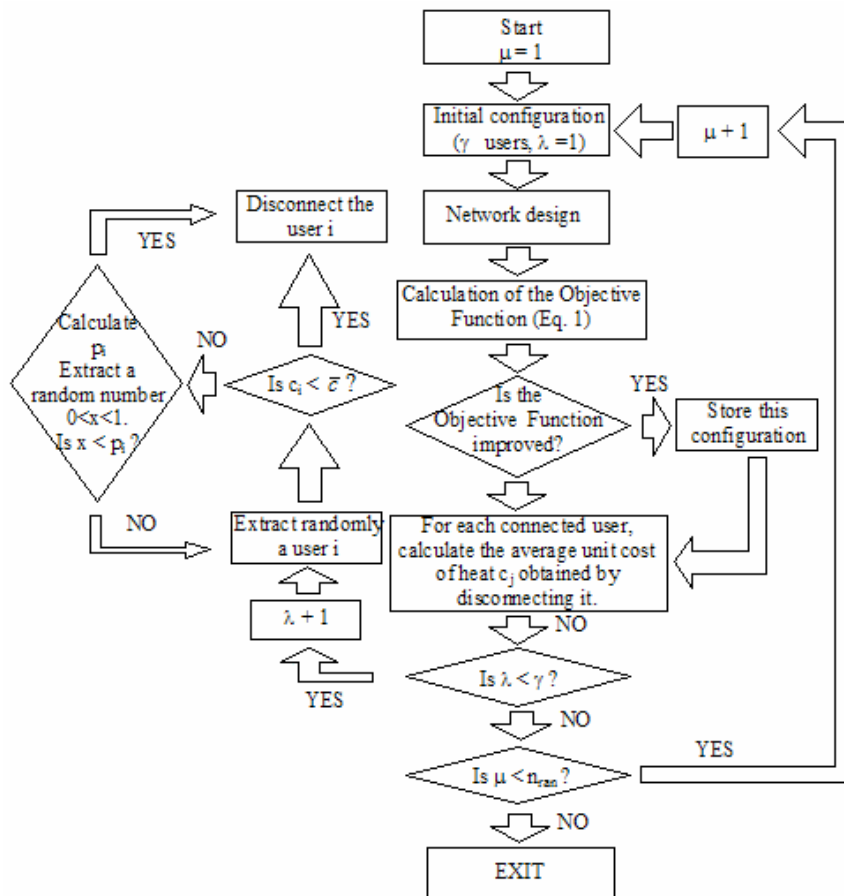 Start
μ = 1
Initial configuration
(γ users, λ =1)
μ + 1
Disconnect the
user i
Network design
YES
Calculation of the Objective
Function (Eq. 1)
YES
Calculate
pi
Extract a
random number
0<x<1.
Is x < pi ?
NO
Is ci < c̅ ?
Is the
Objective Function
improved?
YES
Store this
configuration
NO
Extract randomly
a user i
For each connected user,
calculate the average unit cost
of heat cj obtained by
disconnecting it.
λ + 1
NO
Is λ < γ ?
YES
NO
Is μ < nran ?
YES
NO
EXIT